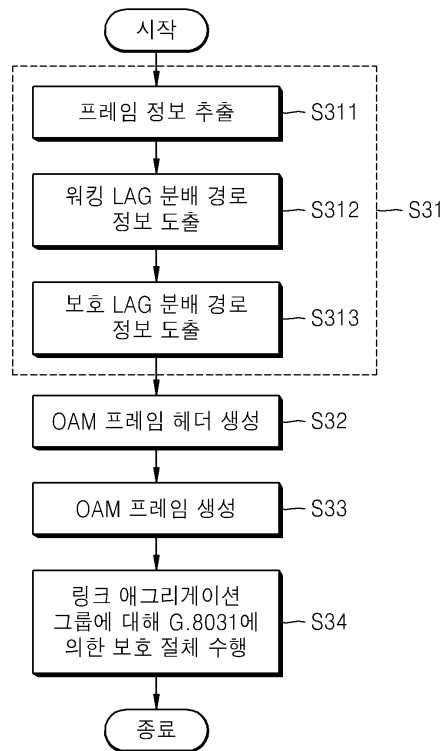 시작
프레임 정보 추출
S311
워킹 LAG 분배 경로
정보 도출
S312
S31
보호 LAG 분배 경로
정보 도출
S313
OAM 프레임 헤더 생성
S32
OAM 프레임 생성
S33
링크 애그리게이션
그룹에 대해 G.8031에
의한 보호 절체 수행
S34
종료